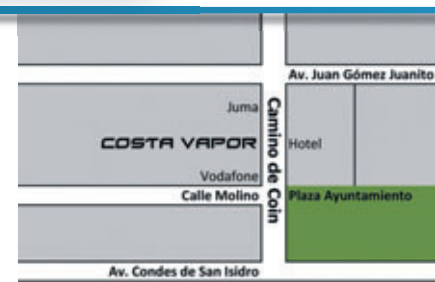 Av. Juan Gómez Juanito
Juma
COSTA VAPOR
Camino de Coin
Hotel
Vodafone
Calle Molino
Plaza Ayuntamiento
Av. Condes de San Isidro